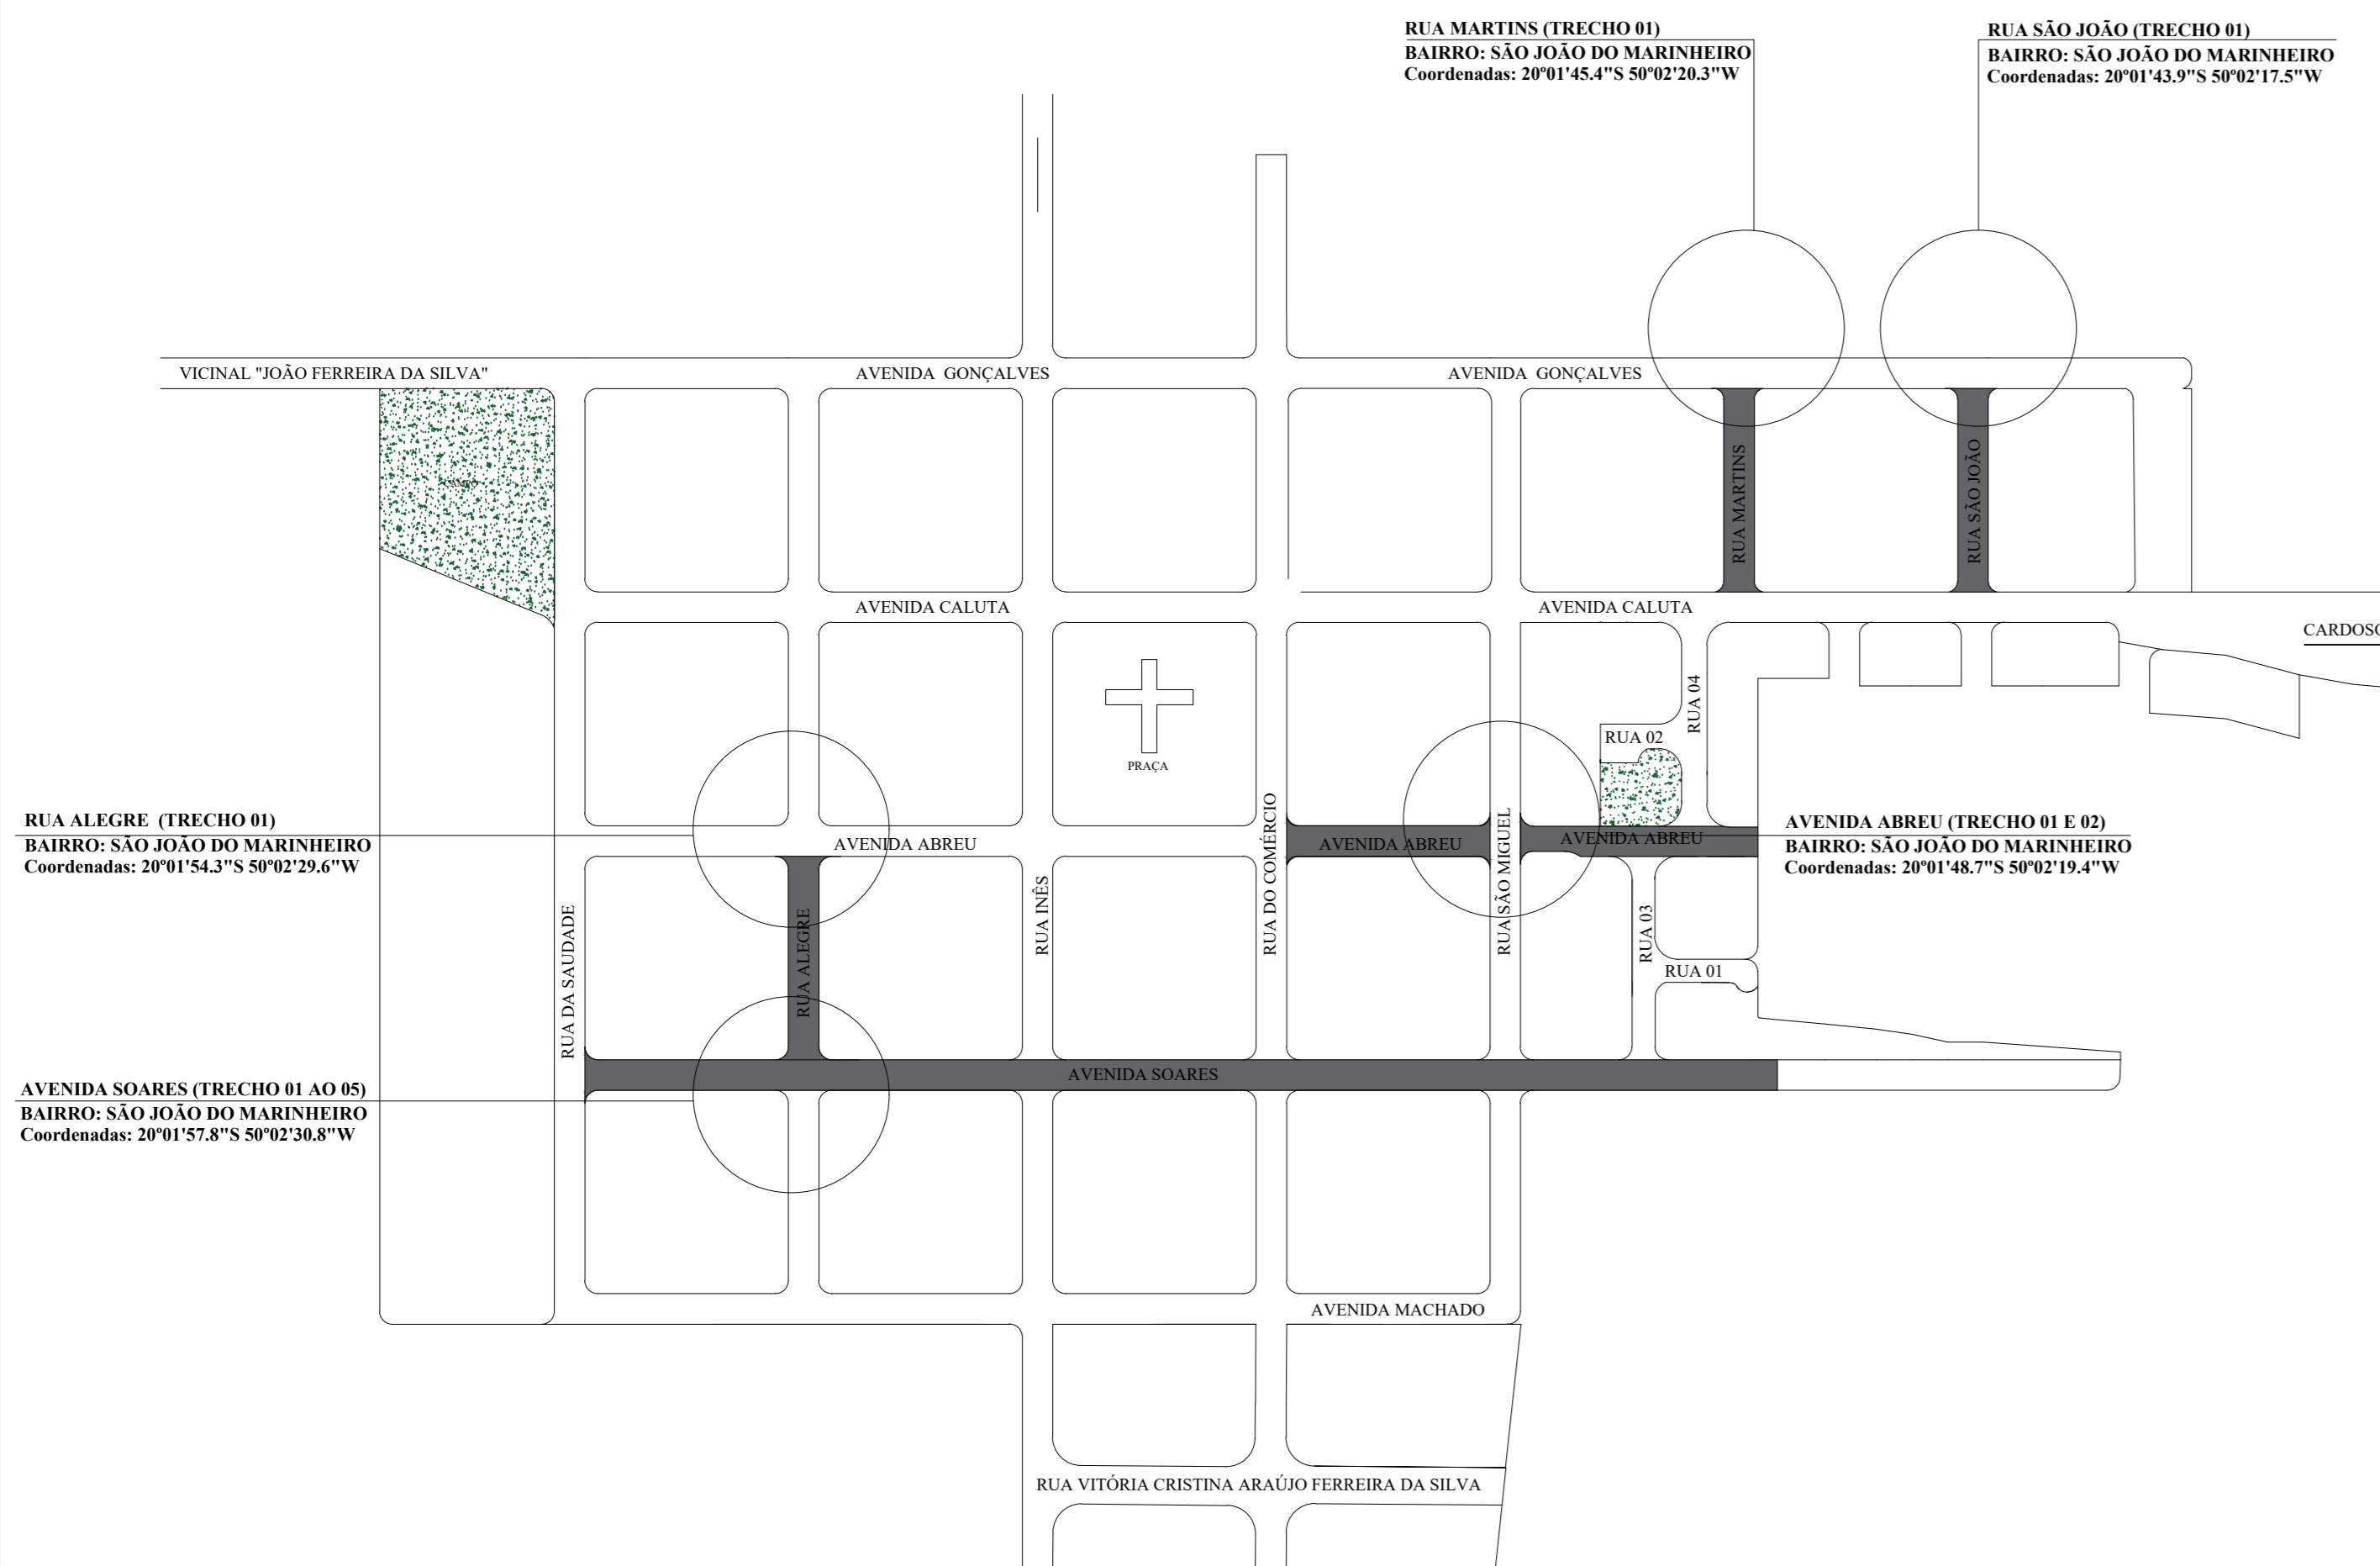 RUA MARTINS (TRECHO 01)
BAIRRO: SÃO JOÃO DO MARINHEIRO
Coordenadas: 20º01'45.4"S 50º02'20.3"W
RUA SÃO JOÃO (TRECHO 01)
BAIRRO: SÃO JOÃO DO MARINHEIRO
Coordenadas: 20º01'43.9"S 50º02'17.5"W
VICINAL "JOÃO FERREIRA DA SILVA"
AVENIDA GONÇALVES
AVENIDA GONÇALVES
CAMPO
RUA MARTINS
RUA SÃO JOÃO
AVENIDA CALUTA
AVENIDA CALUTA
CARDOSO
RUA 04
RUA 02
PRAÇA
RUA ALEGRE (TRECHO 01)
BAIRRO: SÃO JOÃO DO MARINHEIRO
Coordenadas: 20º01'54.3"S 50º02'29.6"W
AVENIDA ABREU
AVENIDA ABREU
AVENIDA ABREU
AVENIDA ABREU (TRECHO 01 E 02)
BAIRRO: SÃO JOÃO DO MARINHEIRO
Coordenadas: 20º01'48.7"S 50º02'19.4"W
RUA DA SAUDADE
RUA ALEGRE
RUA INÊS
RUA DO COMÉRCIO
RUA SÃO MIGUEL
RUA 03
RUA 01
AVENIDA SOARES
AVENIDA SOARES (TRECHO 01 AO 05)
BAIRRO: SÃO JOÃO DO MARINHEIRO
Coordenadas: 20º01'57.8"S 50º02'30.8"W
AVENIDA MACHADO
RUA VITÓRIA CRISTINA ARAÚJO FERREIRA DA SILVA